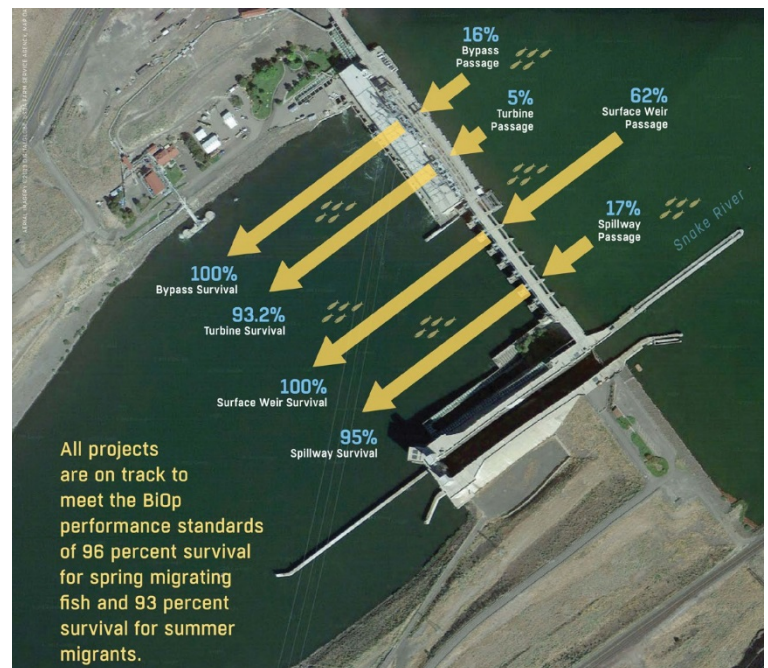 16%
Bypass
Passage
5%
Turbine
Passage
62%
Surface Weir
Passage
17%
Spillway
Passage
Snake River
100%
Bypass Survival
93.2%
Turbine Survival
100%
Surface Weir Survival
95%
Spillway Survival
All projects
are on track to
meet the BiOp
performance standards
of 96 percent survival
for spring migrating
fish and 93 percent
survival for summer
migrants.